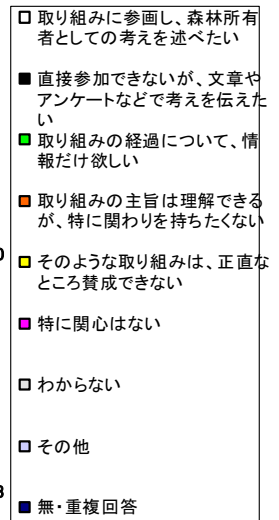 取り組みに参画し、森林所有
者としての考えを述べたい
直接参加できないが、文章や
アンケートなどで考えを伝えた
い
取り組みの経過について、情
報だけ欲しい
取り組みの主旨は理解できる
が、特に関わりを持ちたくない
そのような取り組みは、正直な
ところ賛成できない
特に関心はない
わからない
その他
無・重複回答